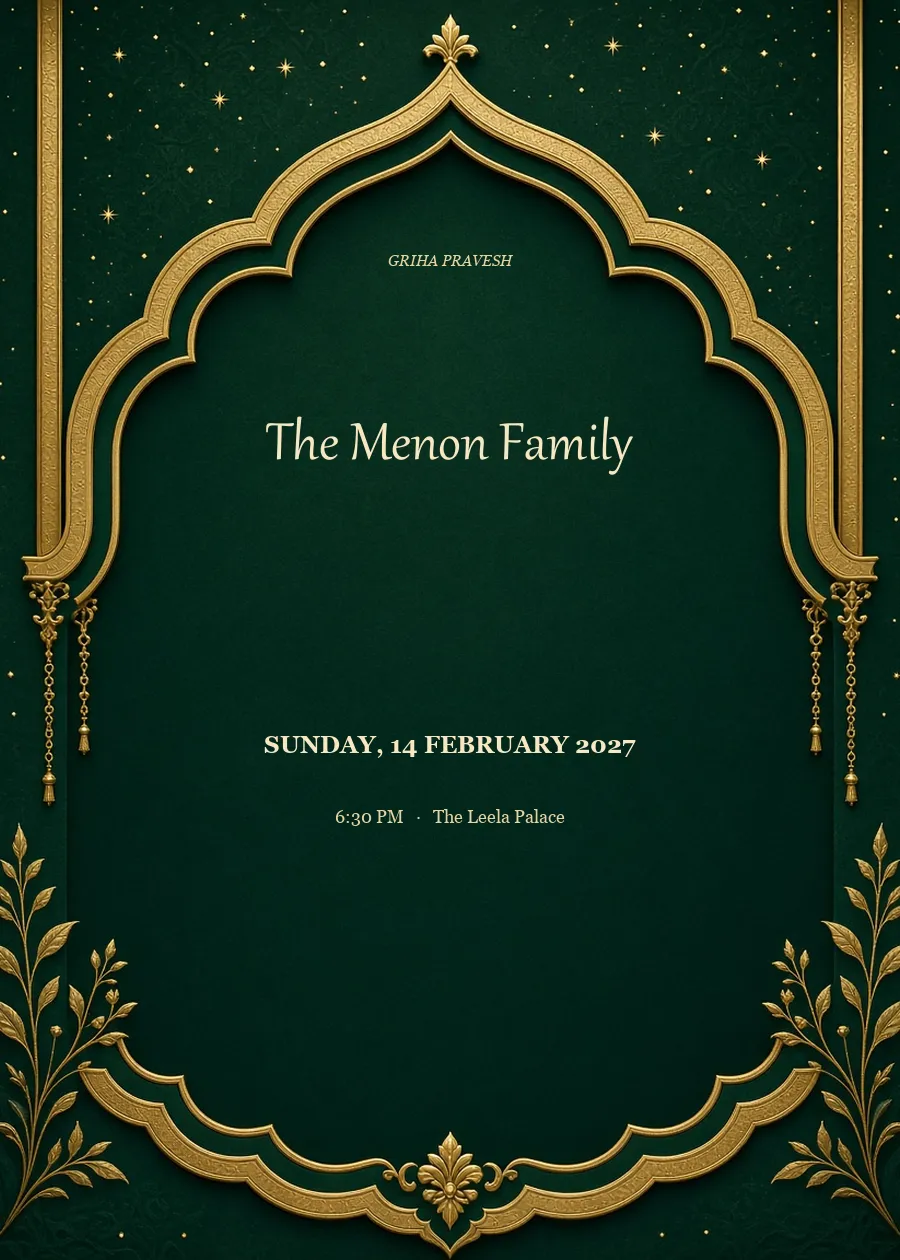 GRIHA PRAVESH
The Menon Family
SUNDAY, 14 FEBRUARY 2027
6:30 PM · The Leela Palace